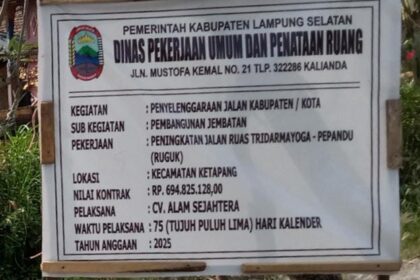 PEMERINTAH KABUPATEN LAMPUNG SELATAN
DINAS PEKERJAAN UMUM DAN PENATAAN RUANG
JLN. MUSTOFA KEMAL NO. 21 TLP. 322286 KALIANDA
KEGIATAN : PENYELENGGARAAN JALAN KABUPATEN / KOTA
SUB KEGIATAN : PEMBANGUNAN JEMBATAN
PEKERJAAN : PENINGKATAN JALAN RUAS TRIDARMAYOGA - PEPANDU
(RUGUK)
LOKASI : KECAMATAN KETAPANG
NILAI KONTRAK : RP. 694.825.128,00
PELAKSANA : CV. ALAM SEJAHTERA
WAKTU PELAKSANA : 75 (TUJUH PULUH LIMA) HARI KALENDER
TAHUN ANGGAAN : 2025